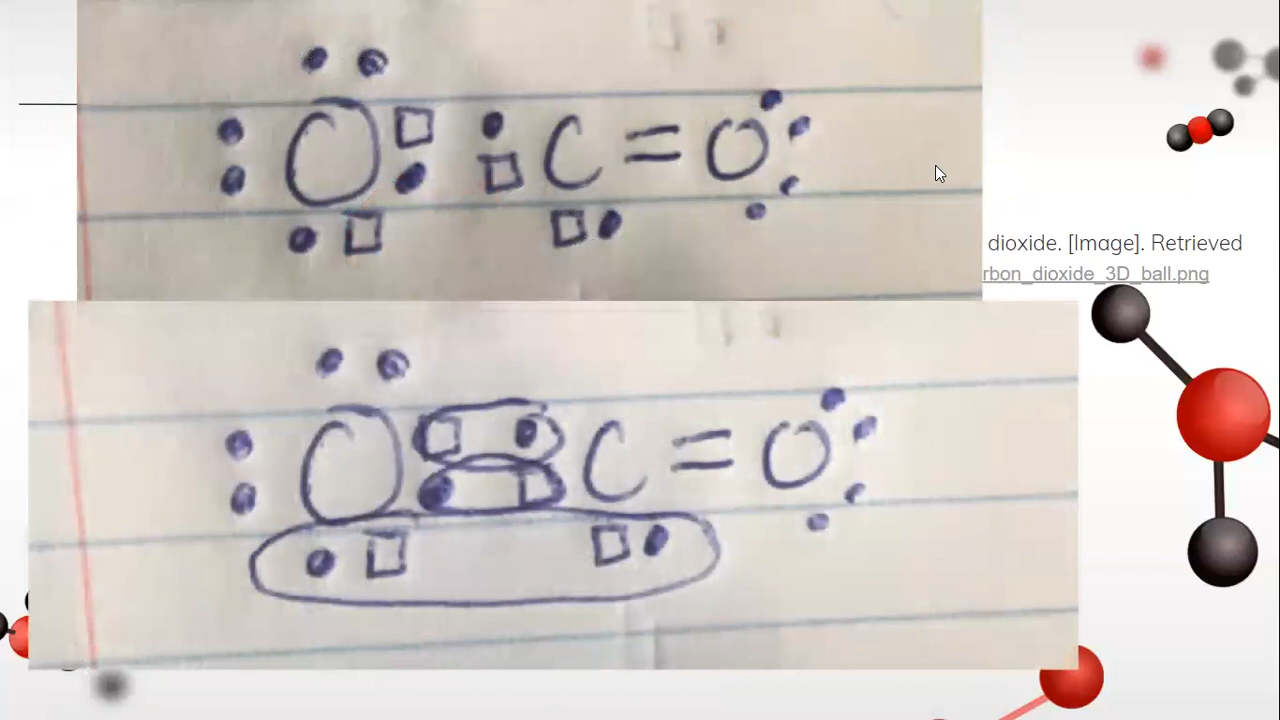 O C = O
dioxide. [Image]. Retrieved
rbon_dioxide_3D_ball.png
O C = O